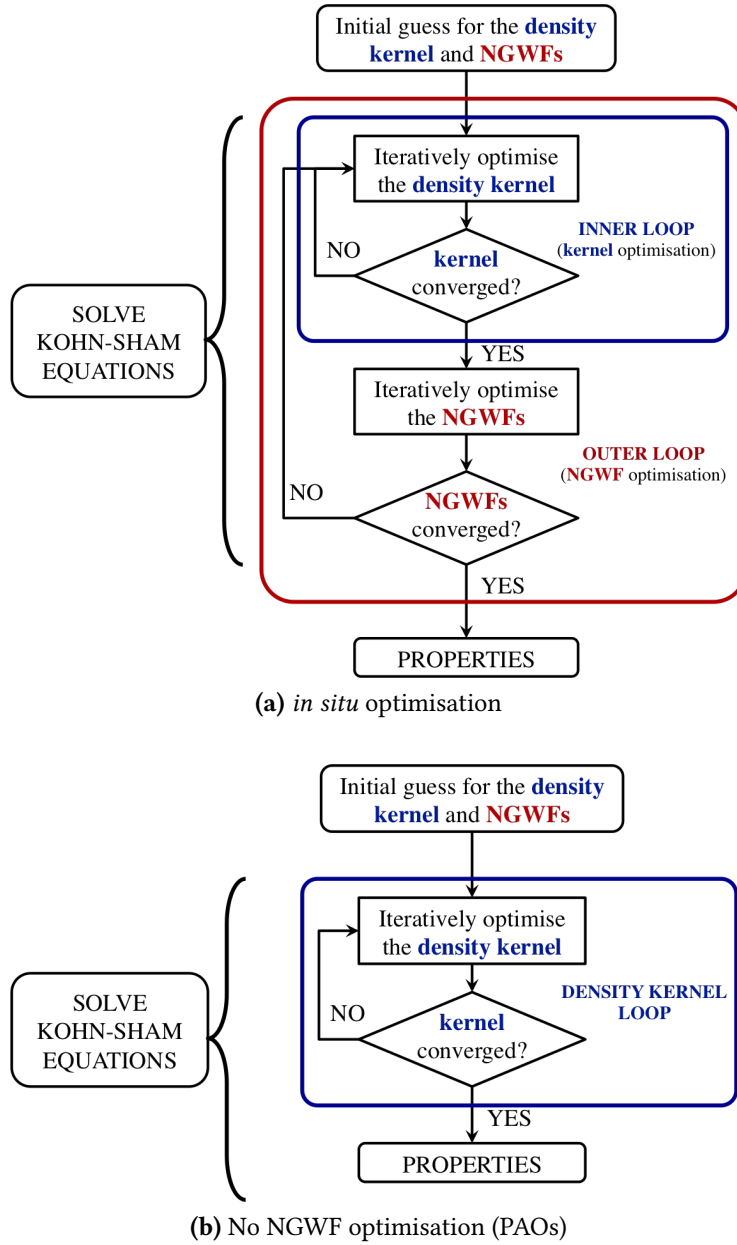 Initial guess for the density
kernel and NGWFs
Iteratively optimise
the density kernel
INNER LOOP
(kernel optimisation)
NO
kernel
converged?
SOLVE
KOHN-SHAM
EQUATIONS
YES
Iteratively optimise
the NGWFs
OUTER LOOP
(NGWF optimisation)
NO
NGWFs
converged?
YES
PROPERTIES
(a) in situ optimisation
Initial guess for the density
kernel and NGWFs
Iteratively optimise
the density kernel
DENSITY KERNEL
LOOP
NO
kernel
converged?
SOLVE
KOHN-SHAM
EQUATIONS
YES
PROPERTIES
(b) No NGWF optimisation (PAOs)